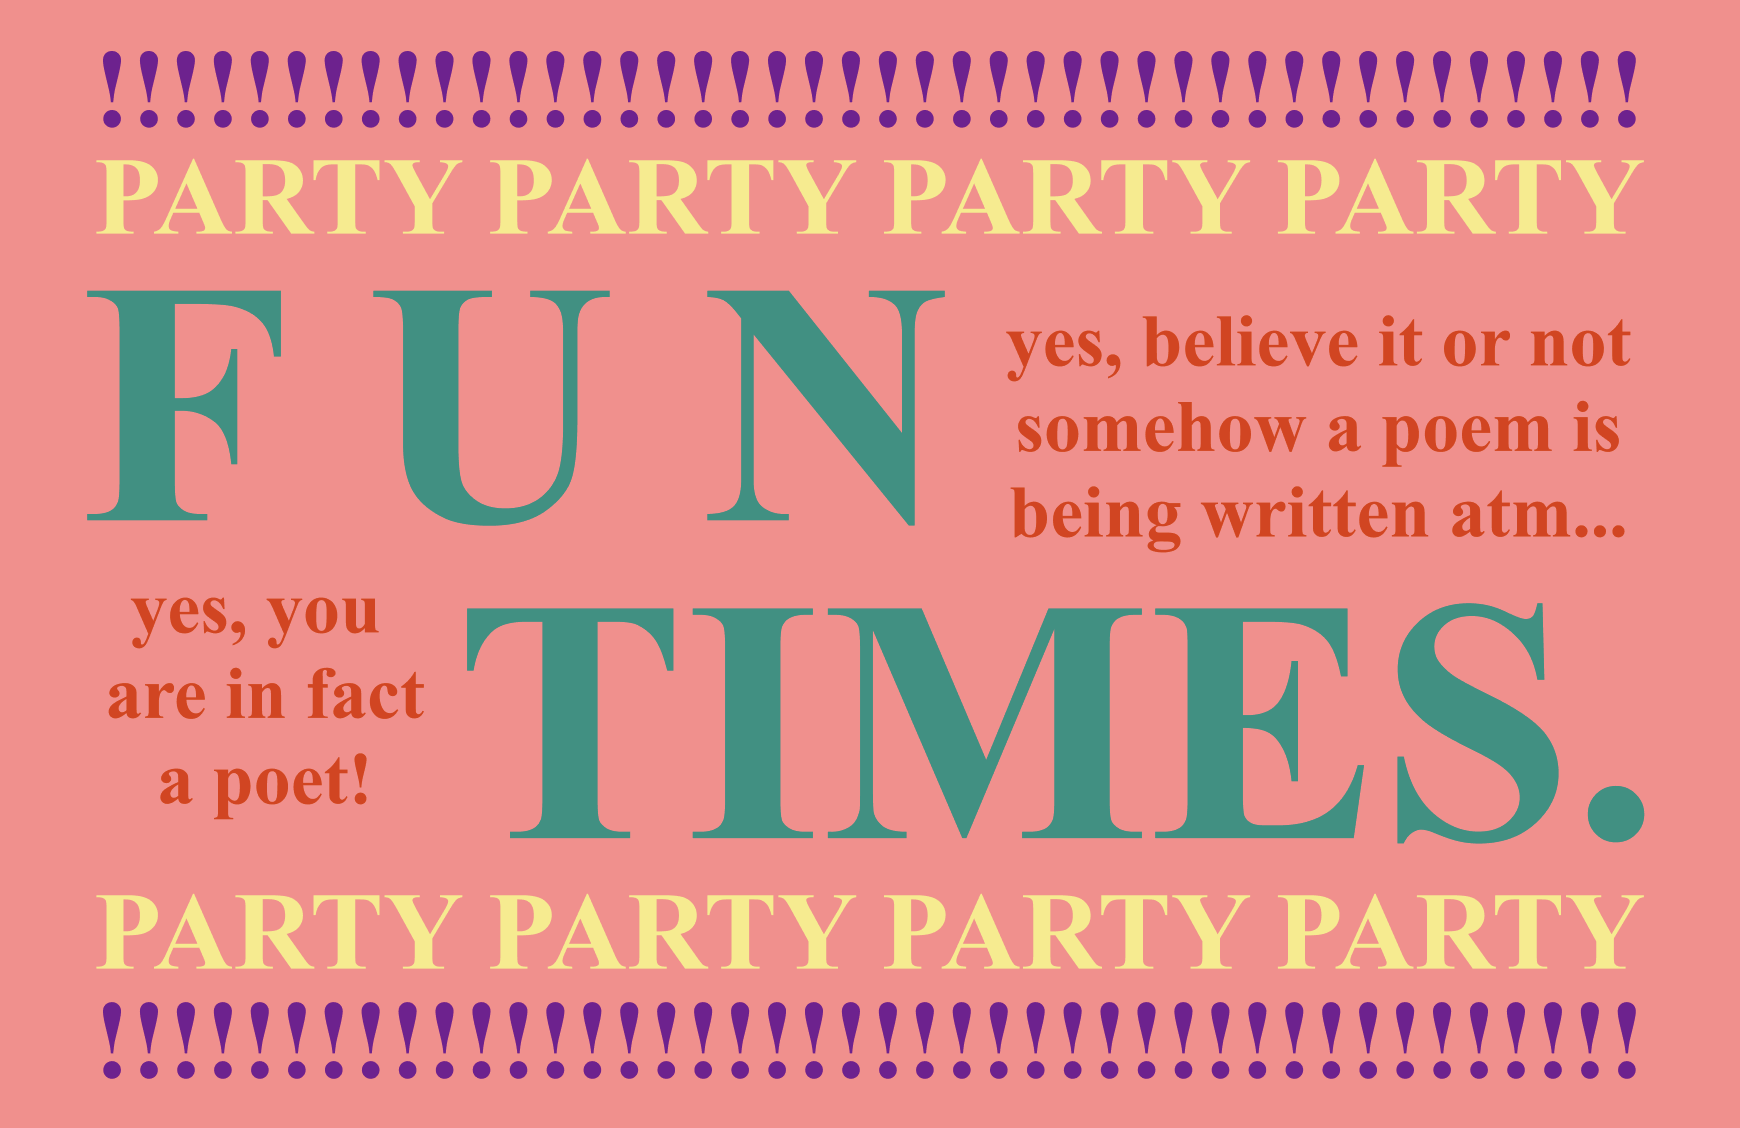 !!!!!!!!!!!!!!!!!!!!!!!!!!!!!!!!!!!!!!!!!!
PARTY PARTY PARTY PARTY
FUN
yes, believe it or not
somehow a poem is
being written atm...
yes, you
are in fact
a poet!
TIMES.
PARTY PARTY PARTY PARTY
!!!!!!!!!!!!!!!!!!!!!!!!!!!!!!!!!!!!!!!!!!